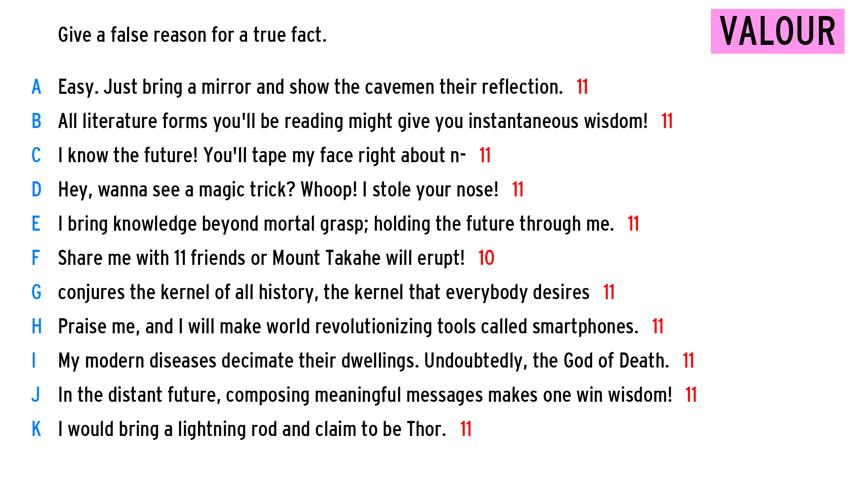 Give a false reason for a true fact.
VALOUR
A Easy. Just bring a mirror and show the cavemen their reflection. 11
B All literature forms you'll be reading might give you instantaneous wisdom! 11
C I know the future! You'll tape my face right about n- 11
D Hey, wanna see a magic trick? Whoop! I stole your nose! 11
E I bring knowledge beyond mortal grasp; holding the future through me. 11
F Share me with 11 friends or Mount Takahe will erupt! 10
G conjures the kernel of all history, the kernel that everybody desires 11
H Praise me, and I will make world revolutionizing tools called smartphones. 11
I My modern diseases decimate their dwellings. Undoubtedly, the God of Death. 11
J In the distant future, composing meaningful messages makes one win wisdom! 11
K I would bring a lightning rod and claim to be Thor. 11